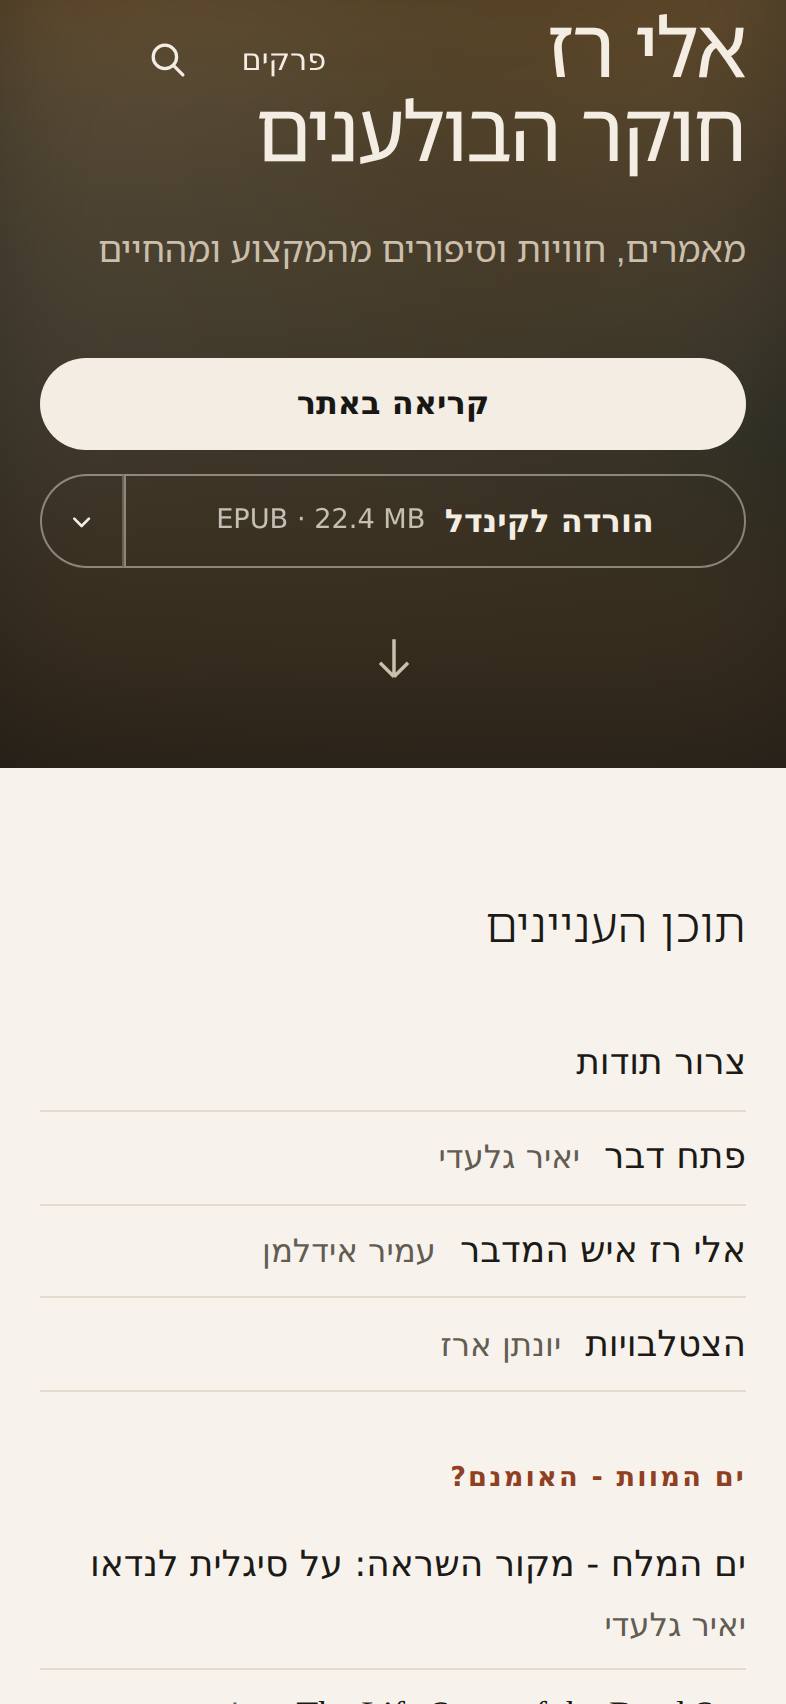 אלי רז
פרקים
חוקר הבולענים
מאמרים, חוויות וסיפורים מהמקצוע ומהחיים
קריאה באתר
הורדה לקינדל EPUB · 22.4 MB
תוכן העניינים
צרור תודות
פתח דבר יאיר גלעדי
אלי רז איש המדבר עמיר אידלמן
הצטלבויות יונתן ארז
ים המוות - האומנם?
ים המלח - מקור השראה: על סיגלית לנדאו
יאיר גלעדי